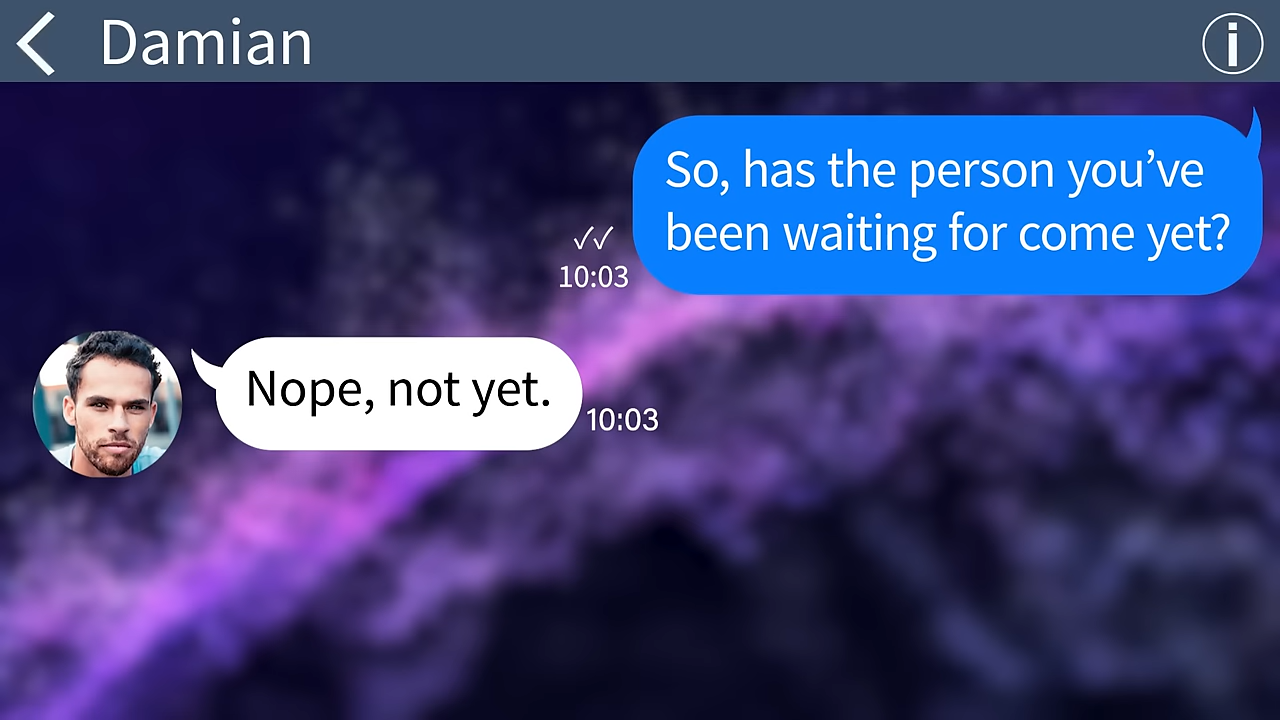 Damian
So, has the person you’ve
been waiting for come yet?
✓✓
10:03
Nope, not yet.
10:03